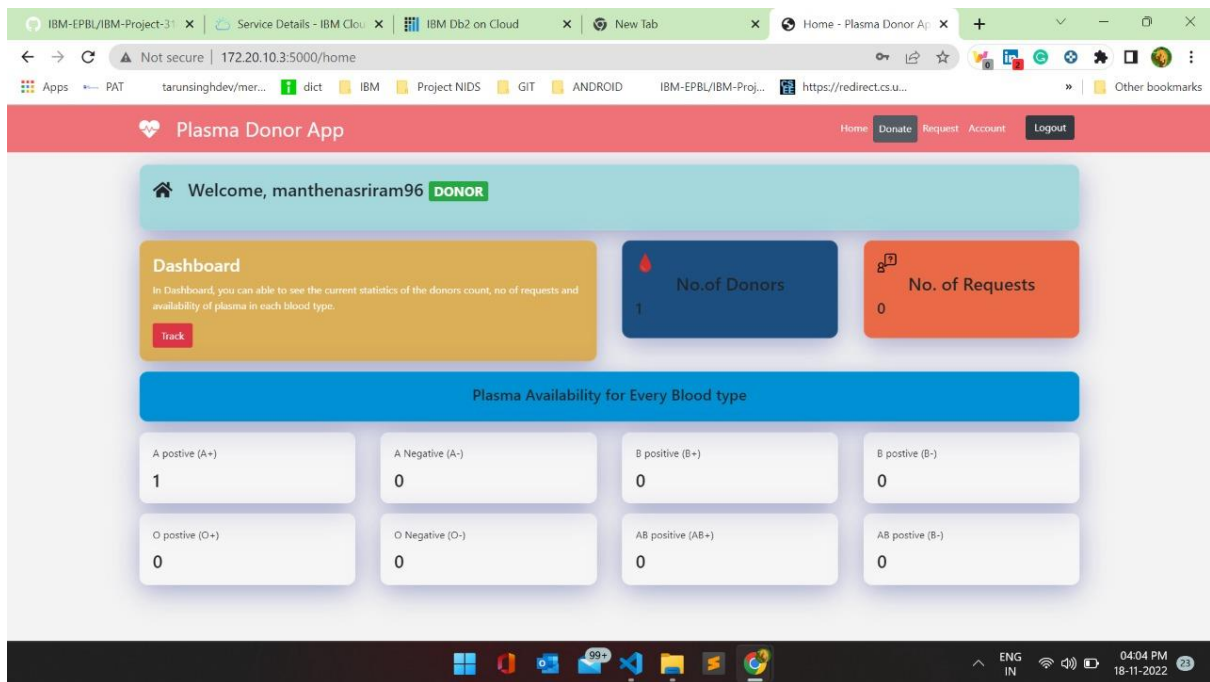 IBM-EPBL/IBM-Project-31
Service Details - IBM Clou
IBM Db2 on Cloud
New Tab
Home - Plasma Donor Ap
Not secure | 172.20.10.3:5000/home
Apps
PAT
tarunsinghdev/mer...
dict
IBM
Project NIDS
GIT
ANDROID
IBM-EPBL/IBM-Proj...
https://redirect.cs.u...
»
Other bookmarks
Plasma Donor App
Home Donate Request Account Logout
Welcome, manthenasriram96 DONOR
Dashboard
In Dashboard, you can able to see the current statistics of the donors count, no of requests and
availability of plasma in each blood type.
Track
No.of Donors
1
No. of Requests
0
Plasma Availability for Every Blood type
A postive (A+)
1
A Negative (A-)
0
B positive (B+)
0
B postive (B-)
0
O postive (O+)
0
O Negative (O-)
0
AB positive (AB+)
0
AB postive (B-)
0
99+
ENG
IN
04:04 PM
18-11-2022
23